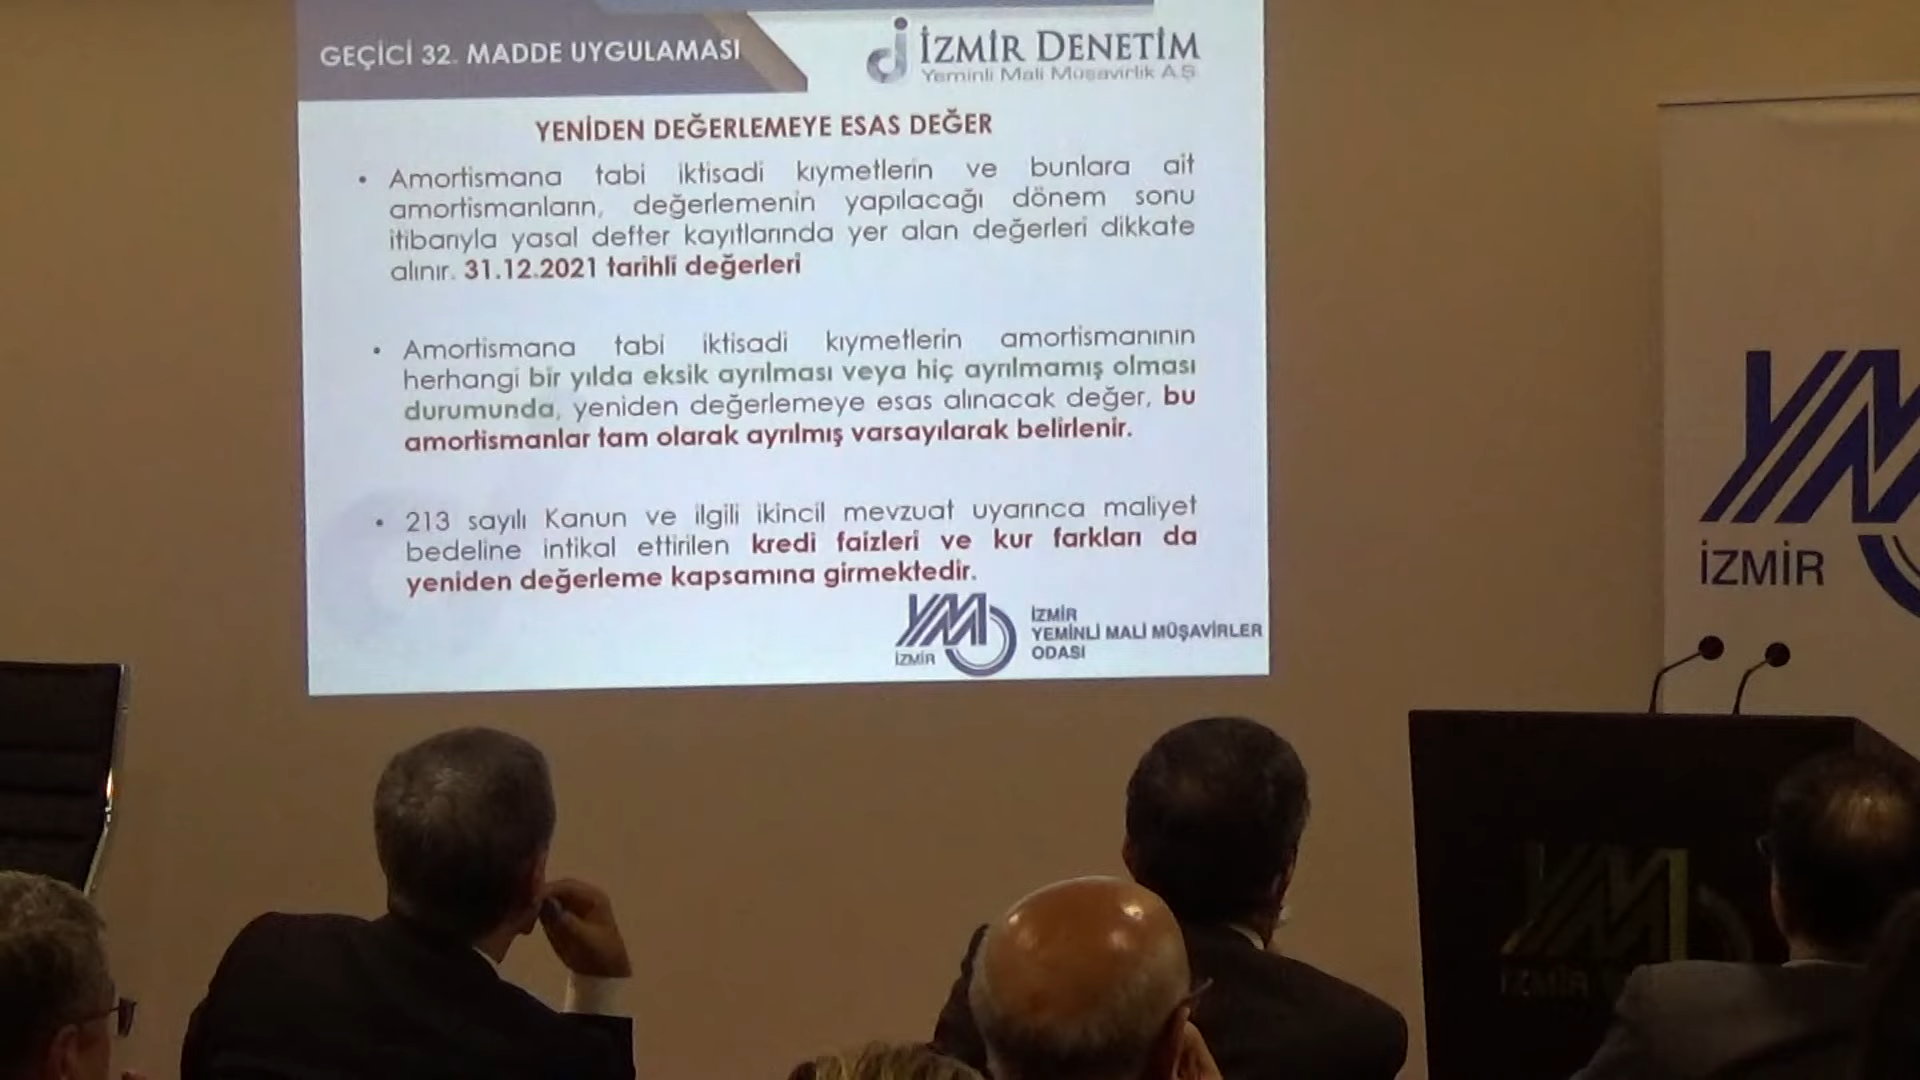 GEÇİCİ 32. MADDE UYGULAMASI
İZMİR DENETİM
Yeminli Mali Müşavirlik A.Ş.
YENİDEN DEĞERLEMEYE ESAS DEĞER
• Amortismana tabi iktisadi kıymetlerin ve bunlara ait
amortismanların, değerlemenin yapılacağı dönem sonu
itibarıyla yasal defter kayıtlarında yer alan değerleri dikkate
alınır. 31.12.2021 tarihli değerleri
• Amortismana tabi iktisadi kıymetlerin amortismanının
herhangi bir yılda eksik ayrılması veya hiç ayrılmamış olması
durumunda, yeniden değerlemeye esas alınacak değer, bu
amortismanlar tam olarak ayrılmış varsayılarak belirlenir.
• 213 sayılı Kanun ve ilgili ikincil mevzuat uyarınca maliyet
bedeline intikal ettirilen kredi faizleri ve kur farkları da
yeniden değerleme kapsamına girmektedir.
YMM
İZMİR
İZMİR
YEMİNLİ MALİ MÜŞAVİRLER
ODASI
YMM
İZMİR
YMM
İZMİR